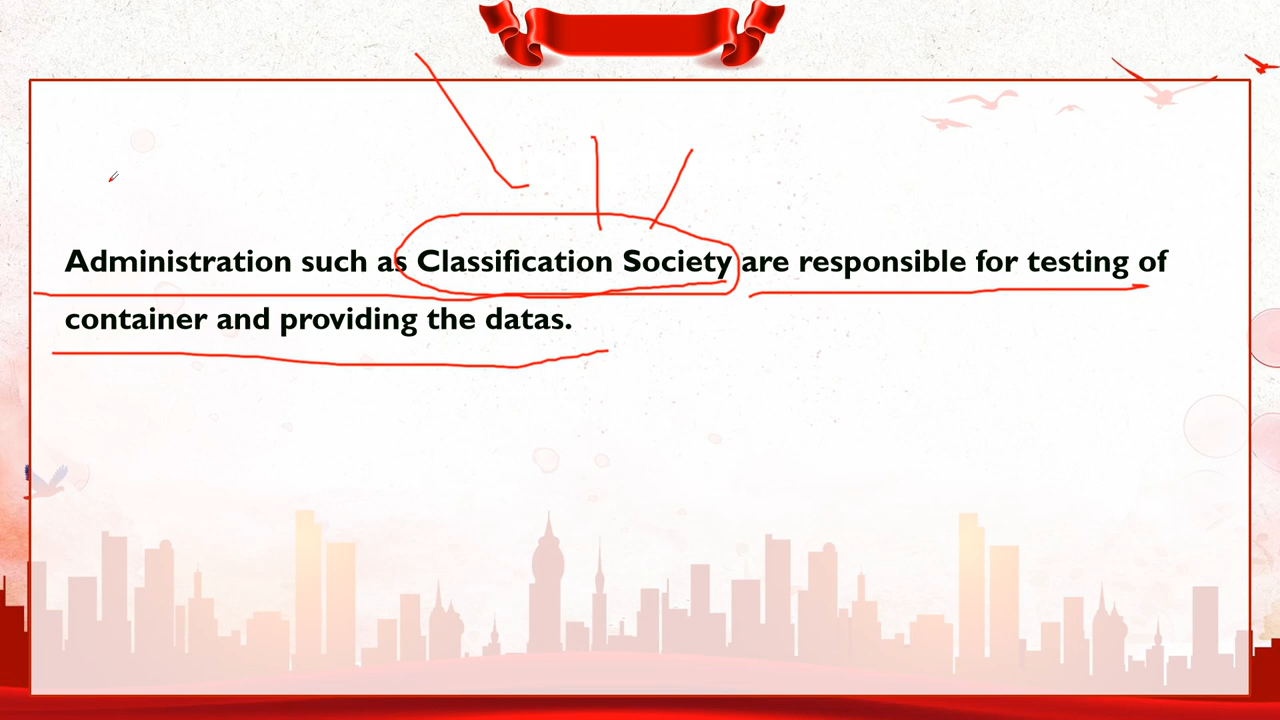 Administration such as Classification Society are responsible for testing of
container and providing the datas.